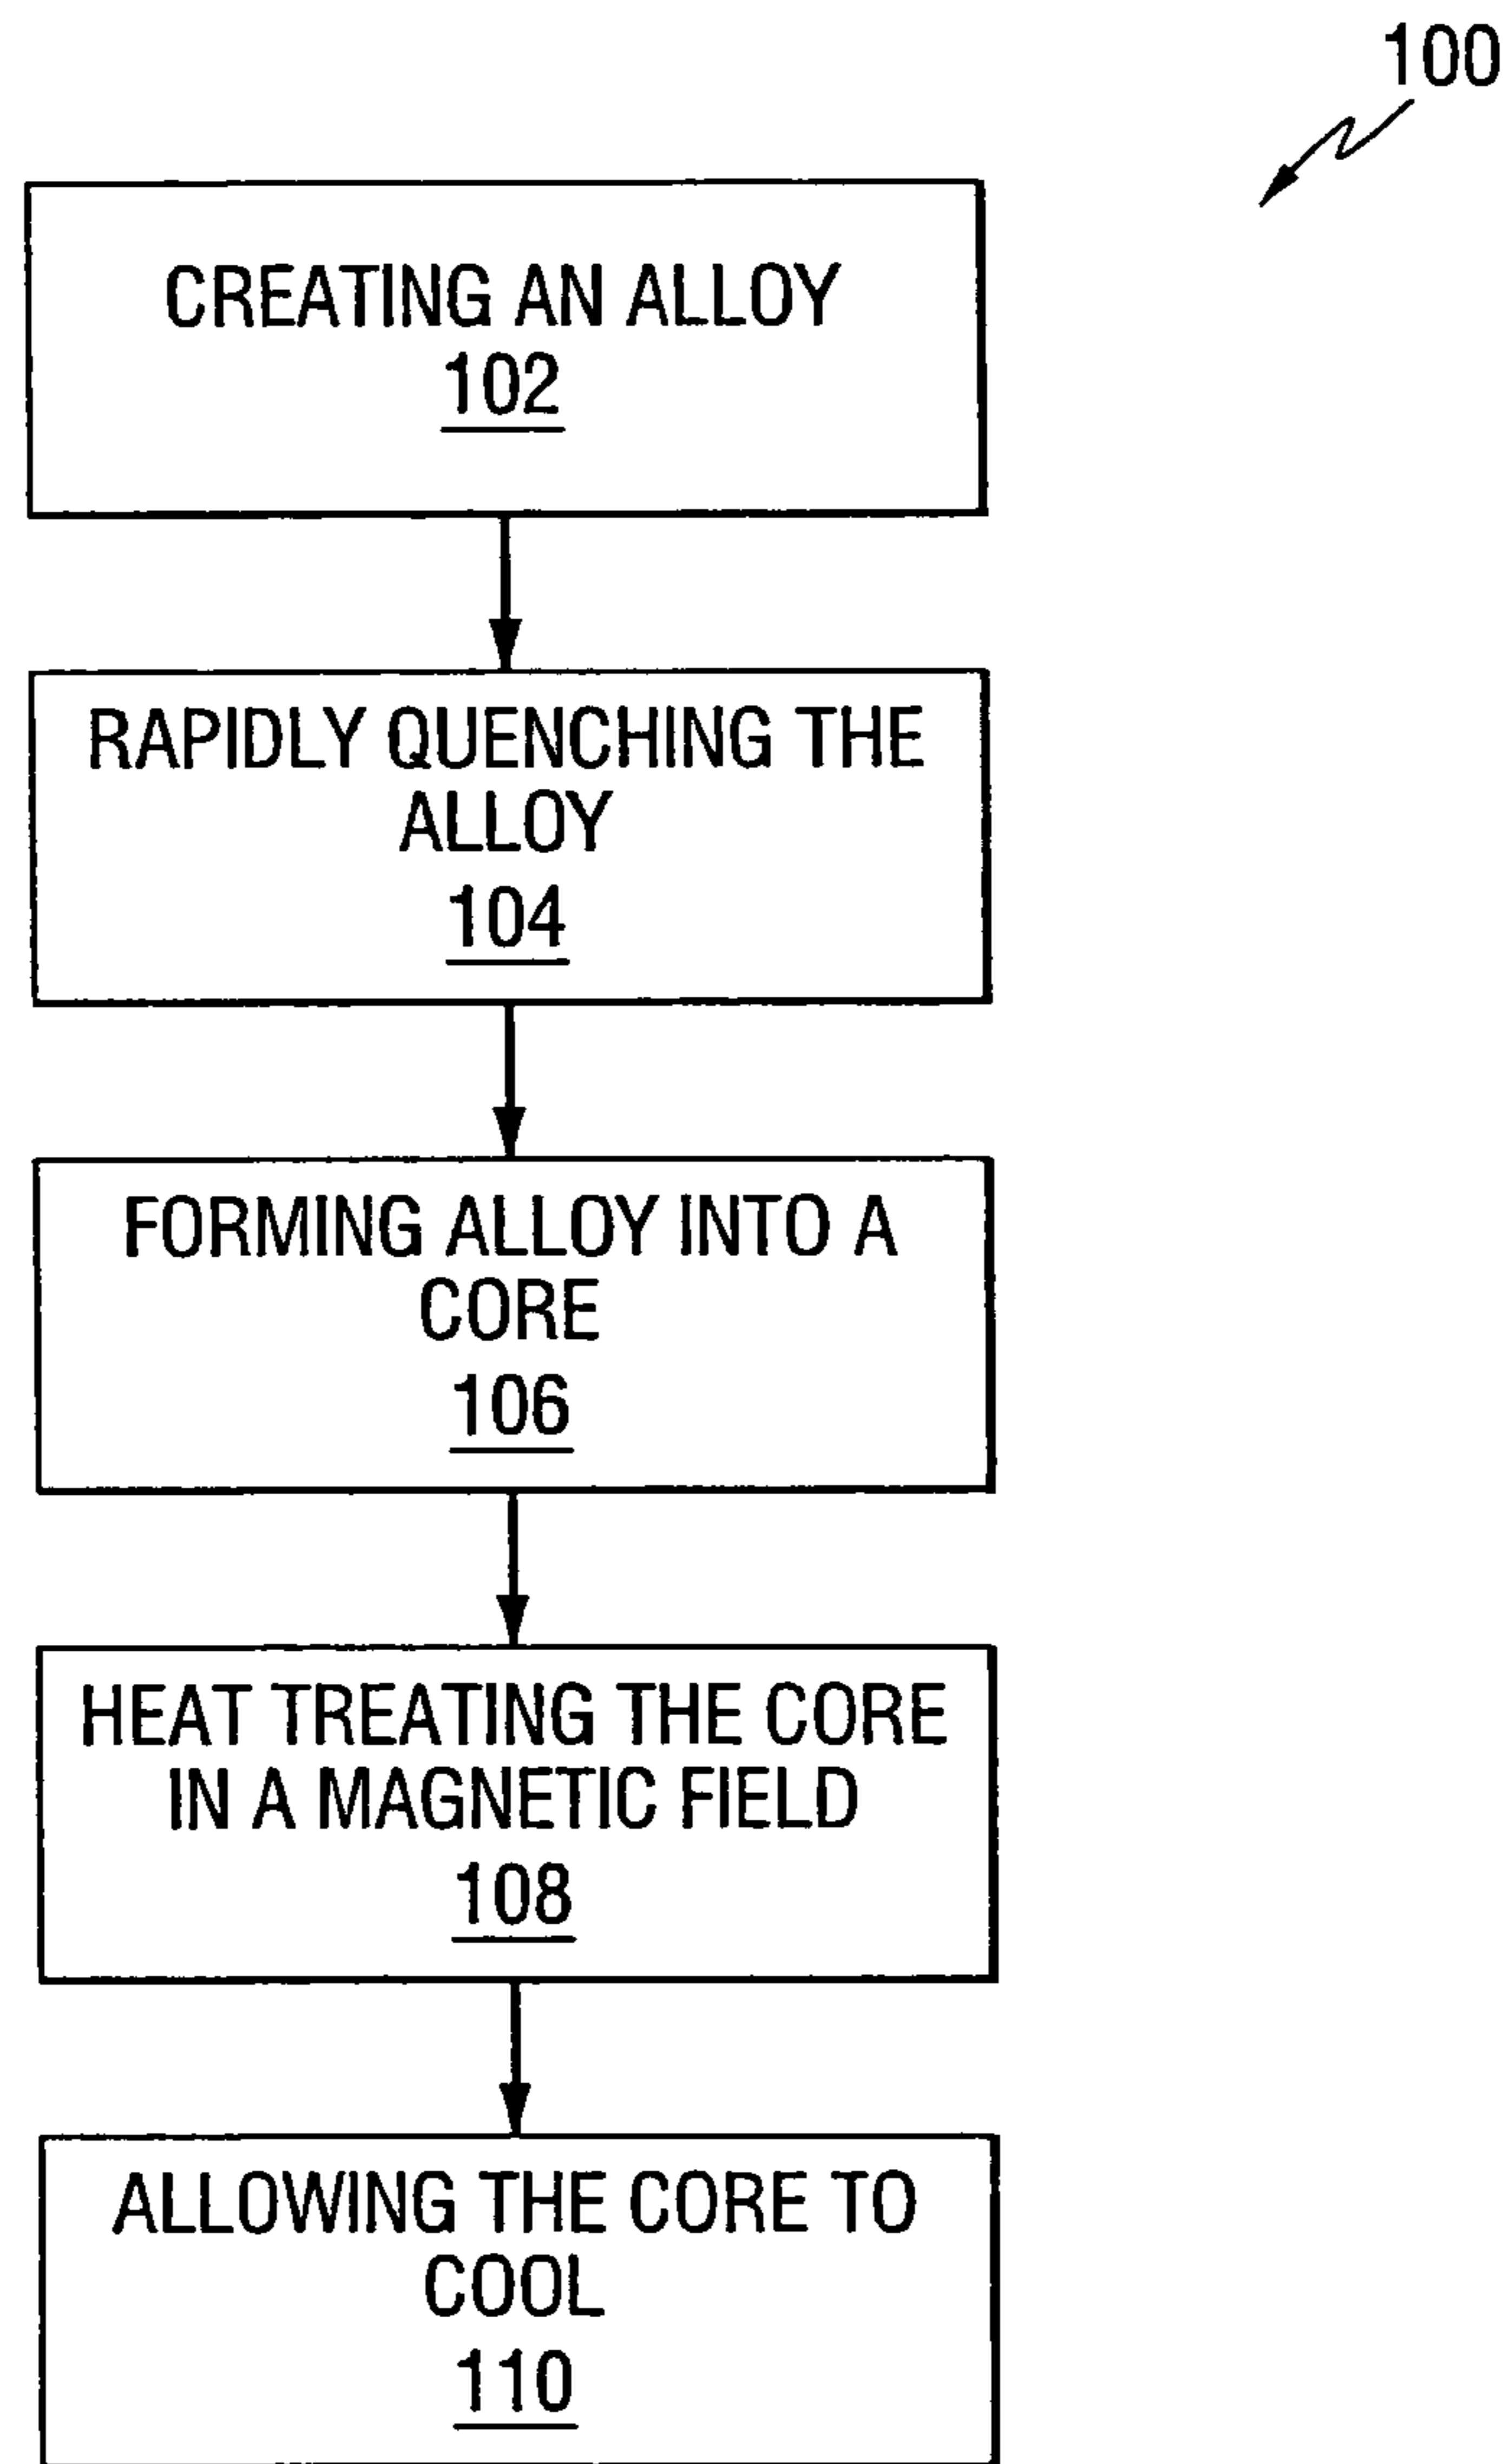 100
CREATING AN ALLOY
102
RAPIDLY QUENCHING THE
ALLOY
104
FORMING ALLOY INTO A
CORE
106
HEAT TREATING THE CORE
IN A MAGNETIC FIELD
108
ALLOWING THE CORE TO
COOL
110